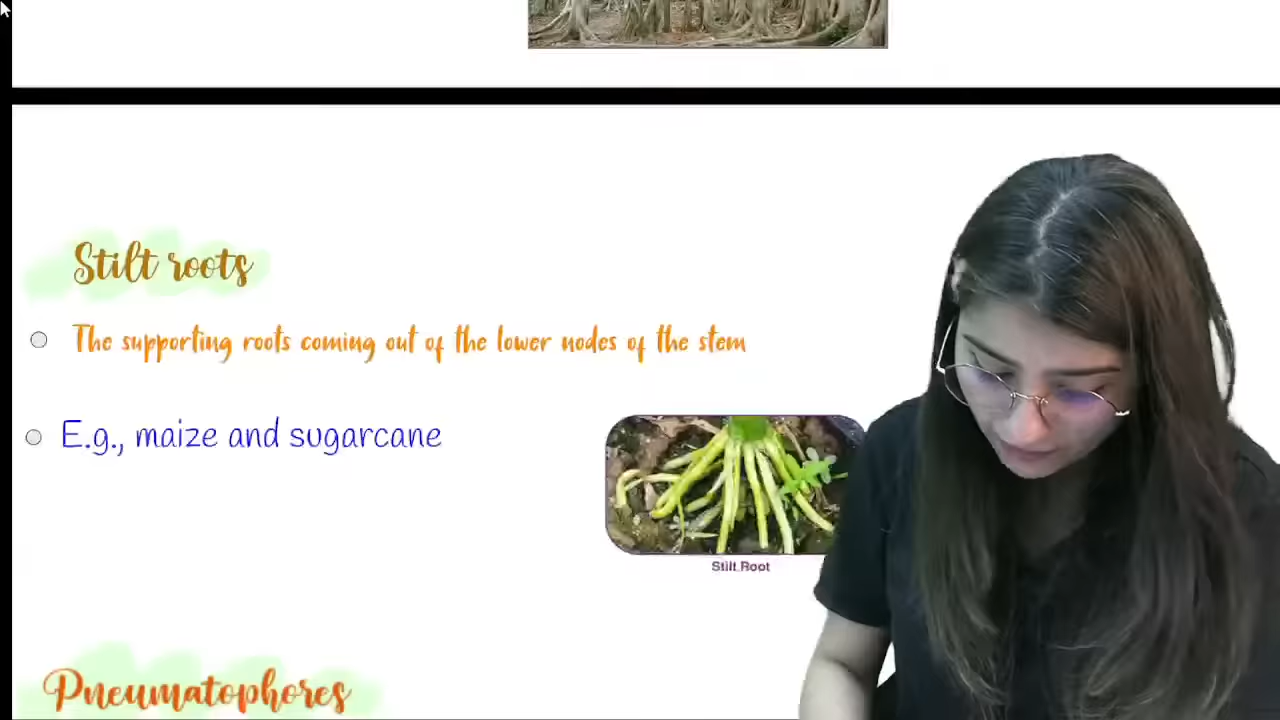 Stilt roots
The supporting roots coming out of the lower nodes of the stem
E.g., maize and sugarcane
Stilt Root
Pneumatophores